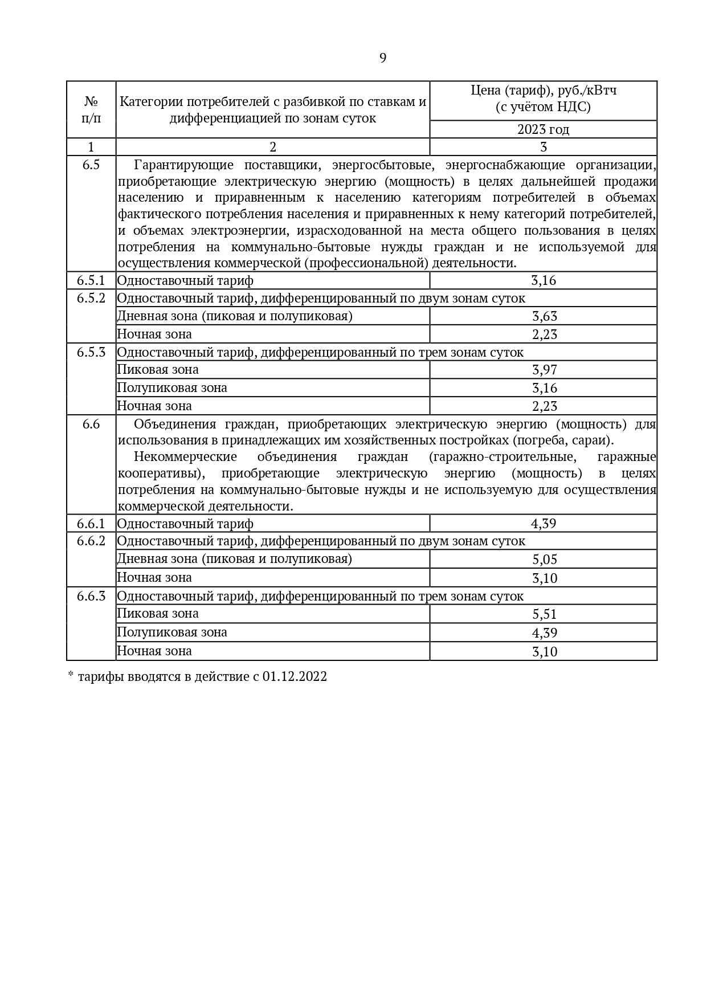 9
№
п/п
Категории потребителей с разбивкой по ставкам и
дифференциацией по зонам суток
Цена (тариф), руб./кВтч
(с учётом НДС)
2023 год
1 2 3
6.5 Гарантирующие поставщики, энергосбытовые, энергоснабжающие организации,
приобретающие электрическую энергию (мощность) в целях дальнейшей продажи
населению и приравненным к населению категориям потребителей в объемах
фактического потребления населения и приравненных к нему категорий потребителей,
и объемах электроэнергии, израсходованной на места общего пользования в целях
потребления на коммунально-бытовые нужды граждан и не используемой для
осуществления коммерческой (профессиональной) деятельности.
6.5.1 Одноставочный тариф 3,16
6.5.2 Одноставочный тариф, дифференцированный по двум зонам суток
Дневная зона (пиковая и полупиковая) 3,63
Ночная зона 2,23
6.5.3 Одноставочный тариф, дифференцированный по трем зонам суток
Пиковая зона 3,97
Полупиковая зона 3,16
Ночная зона 2,23
6.6 Объединения граждан, приобретающих электрическую энергию (мощность) для
использования в принадлежащих им хозяйственных постройках (погреба, сараи).
Некоммерческие объединения граждан (гаражно-строительные, гаражные
кооперативы), приобретающие электрическую энергию (мощность) в целях
потребления на коммунально-бытовые нужды и не используемую для осуществления
коммерческой деятельности.
6.6.1 Одноставочный тариф 4,39
6.6.2 Одноставочный тариф, дифференцированный по двум зонам суток
Дневная зона (пиковая и полупиковая) 5,05
Ночная зона 3,10
6.6.3 Одноставочный тариф, дифференцированный по трем зонам суток
Пиковая зона 5,51
Полупиковая зона 4,39
Ночная зона 3,10
* тарифы вводятся в действие с 01.12.2022